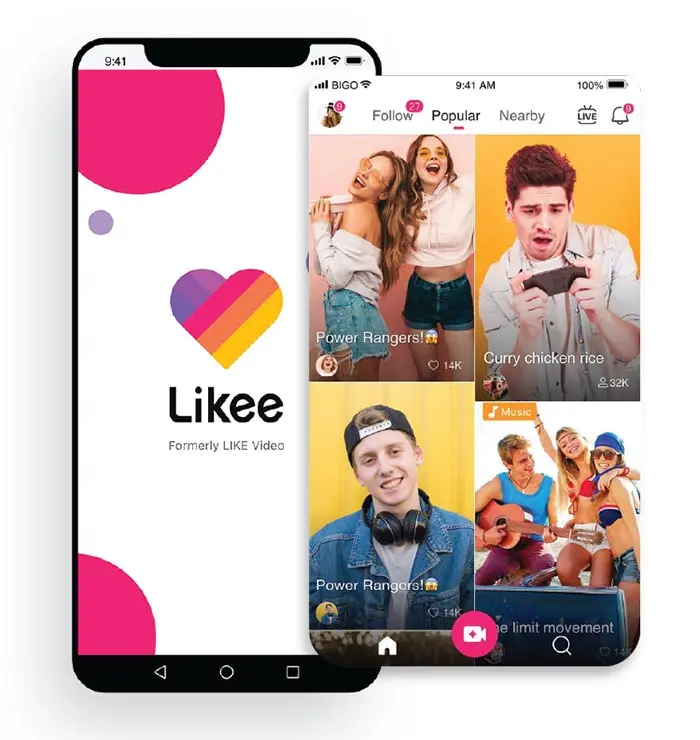 9:41
Likee
Formerly LIKE Video
BIGO 9:41 AM 100%
9 Follow 27 Popular Nearby LIVE 9
Power Rangers!😱
14K
Curry chicken rice
32K
Music
Power Rangers!😱
14K
limit movement